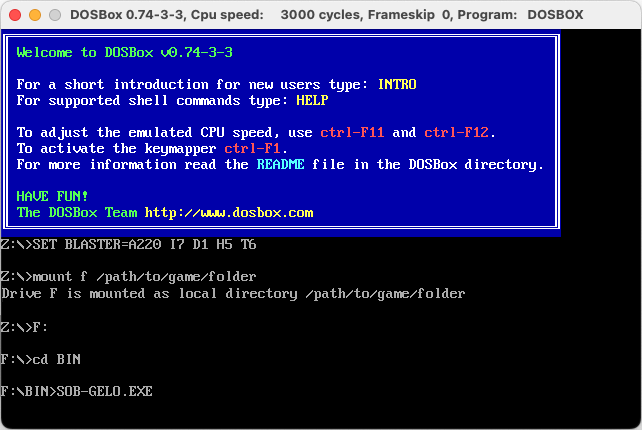 DOSBox 0.74-3-3, Cpu speed: 3000 cycles, Frameskip 0, Program: DOSBOX
Welcome to DOSBox v0.74-3-3
For a short introduction for new users type: INTRO
For supported shell commands type: HELP
To adjust the emulated CPU speed, use ctrl-F11 and ctrl-F12.
To activate the keymapper ctrl-F1.
For more information read the README file in the DOSBox directory.
HAVE FUN!
The DOSBox Team http://www.dosbox.com
Z:\>SET BLASTER=A220 I7 D1 H5 T6
Z:\>mount f /path/to/game/folder
Drive F is mounted as local directory /path/to/game/folder
Z:\>F:
F:\>cd BIN
F:\BIN>SOB-GELO.EXE